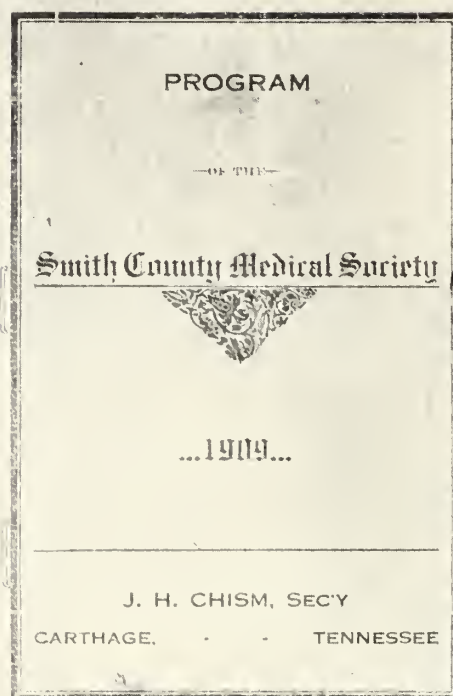 PROGRAM
—OF THE—
Smith County Medical Society
...1909...
J. H. CHISM, SEC'Y
CARTHAGE, - - TENNESSEE